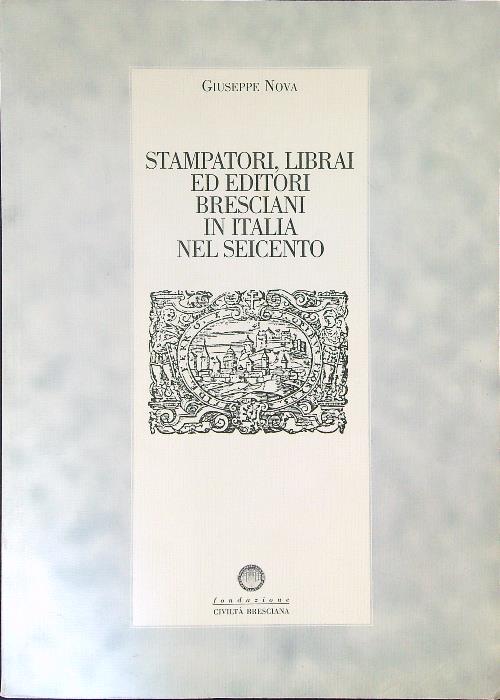 GIUSEPPE NOVA
STAMPATORI, LIBRAI
ED EDITORI
BRESCIANI
IN ITALIA
NEL SEICENTO
fondazione
CIVILTÀ BRESCIANA